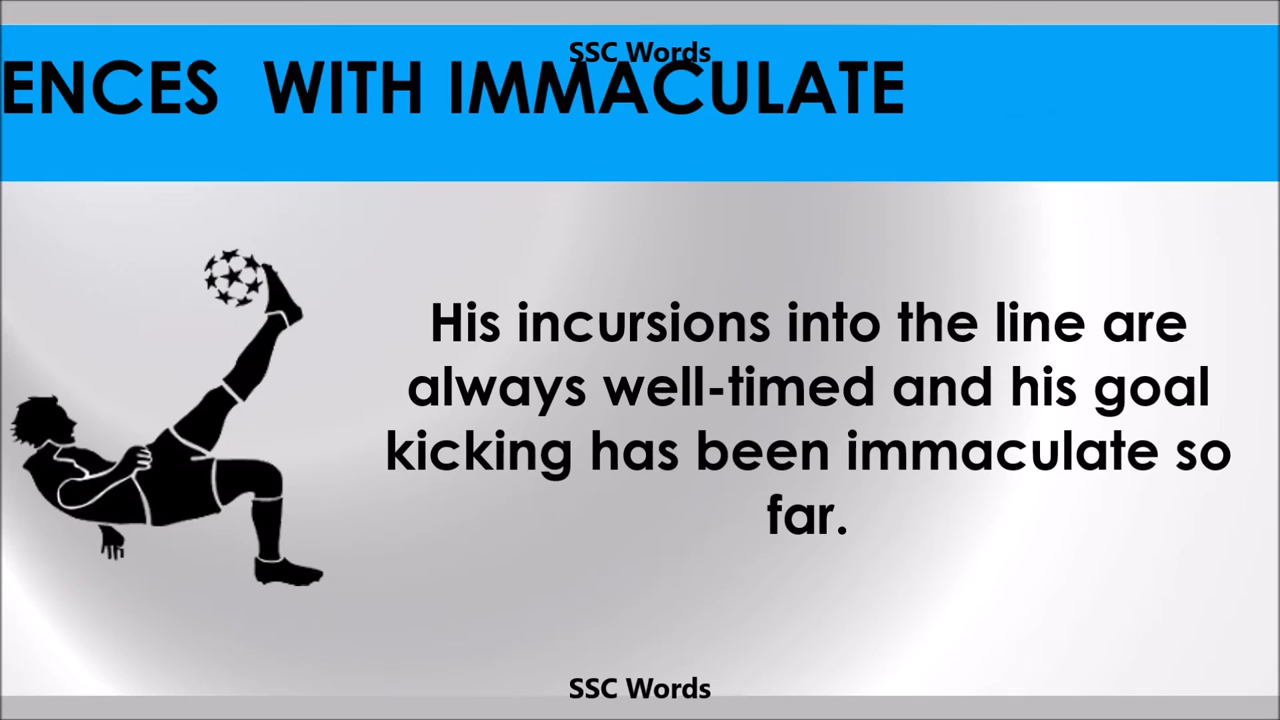 SSC Words
ENCES WITH IMMACULATE
His incursions into the line are
always well-timed and his goal
kicking has been immaculate so
far.
SSC Words